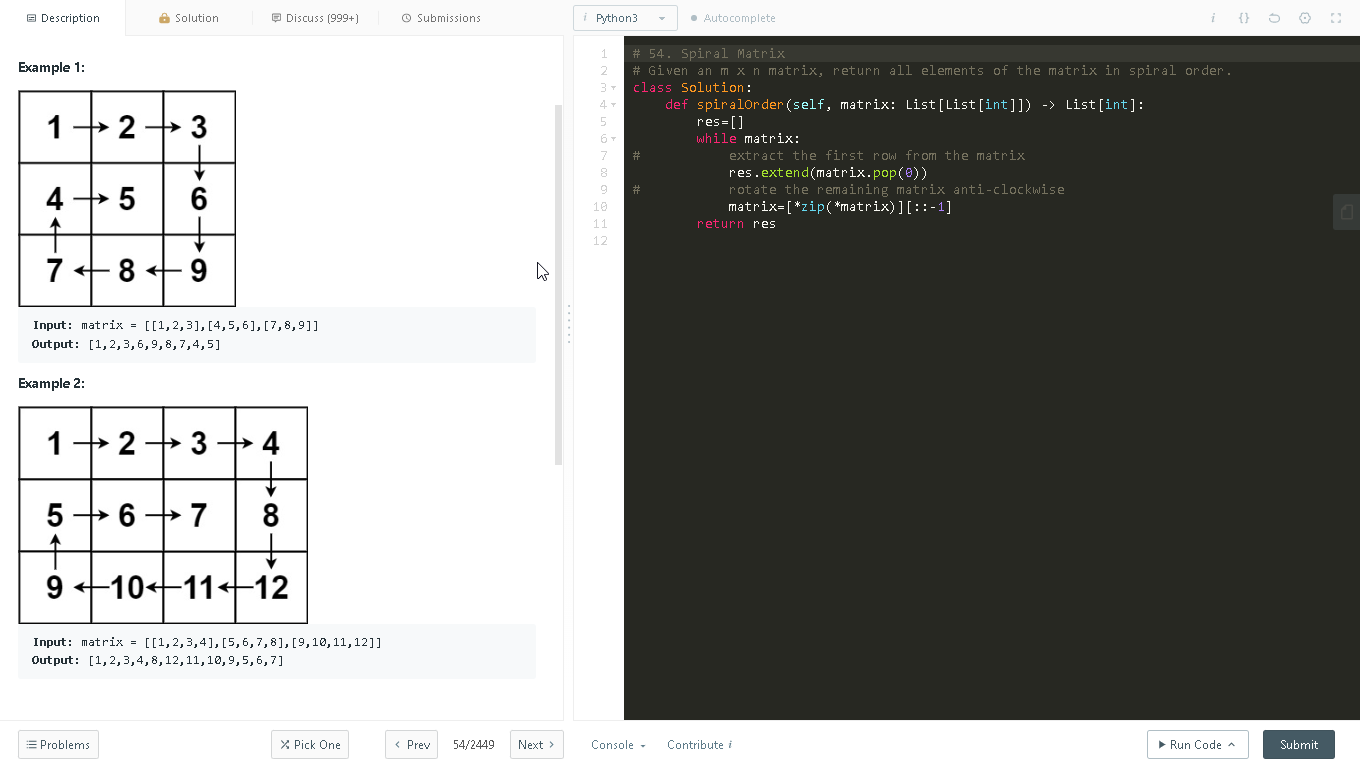 Description Solution Discuss (999+) Submissions
i Python3 Autocomplete i {}
Example 1:
1 2 3
4 5 6
7 8 9
Input: matrix = [[1,2,3],[4,5,6],[7,8,9]]
Output: [1,2,3,6,9,8,7,4,5]
Example 2:
1 2 3 4
5 6 7 8
9 10 11 12
Input: matrix = [[1,2,3,4],[5,6,7,8],[9,10,11,12]]
Output: [1,2,3,4,8,12,11,10,9,5,6,7]
1 # 54. Spiral Matrix
2 # Given an m x n matrix, return all elements of the matrix in spiral order.
3 class Solution:
4     def spiralOrder(self, matrix: List[List[int]]) -> List[int]:
5         res=[]
6         while matrix:
7 #           extract the first row from the matrix
8             res.extend(matrix.pop(0))
9 #           rotate the remaining matrix anti-clockwise
10             matrix=[*zip(*matrix)][::-1]
11         return res
12
Problems Pick One Prev 54/2449 Next Console Contribute i Run Code Submit